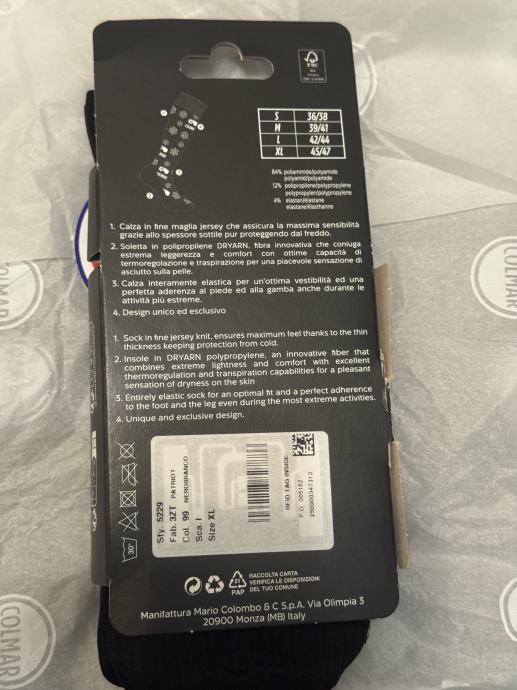 FSC
S 36/38
M 39/41
L 42/44
XL 45/47
84% poliammide/polyamide
polyamid/polyamide
12% polipropilene/polypropylene
polypropylen/polypropylene
4% elastan/elastane
elastane/élasthanne
1. Calza in fine maglia jersey che assicura la massima sensibilità
grazie allo spessore sottile pur proteggendo dal freddo.
2. Soletta in polipropilene DRYARN, fibra innovativa che coniuga
estrema leggerezza e comfort con ottime capacità di
termoregolazione e traspirazione per una piacevole sensazione di
asciutto sulla pelle.
3. Calza interamente elastica per un'ottima vestibilità ed una
perfetta aderenza al piede ed alla gamba anche durante le
attività più estreme.
4. Design unico ed esclusivo
1. Sock in fine jersey knit, ensures maximum feel thanks to the thin
thickness keeping protection from cold.
2. Insole in DRYARN polypropylene, an innovative fiber that
combines extreme lightness and comfort with excellent
thermoregulation and transpiration capabilities for a pleasant
sensation of dryness on the skin
3. Entirely elastic sock for an optimal fit and a perfect adherence
to the foot and the leg even during the most extreme activities.
4. Unique and exclusive design.
30°
Sty. 5229
Fab. 3ZT PATRIOT
Col. 99 NEROBIANCO
Sca. I
Size XL
RFID TAG INSIDE
P.O. 005162
250000347313
21
PAP
RACCOLTA CARTA
VERIFICA LE DISPOSIZIONI
DEL TUO COMUNE
Manifattura Mario Colombo & C S.p.A. Via Olimpia 3
20900 Monza (MB) Italy
COLMAR
COLMAR
COLMAR